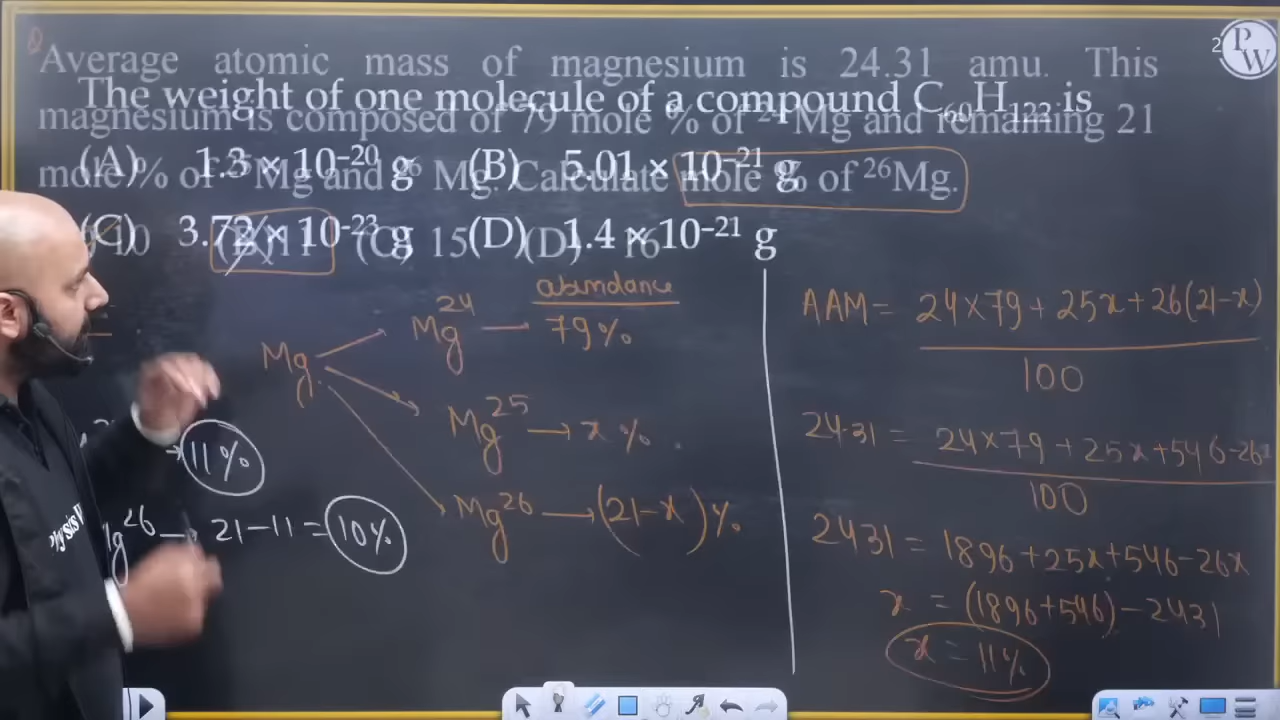 Average atomic mass of magnesium is 24.31 amu. This
magnesium is composed of 79 mole % of ²⁴Mg and remaining 21
mole % of ²⁵Mg and ²⁶Mg. Calculate mole % of ²⁶Mg.
10 (B) 11 (C) 15 (D) 16
The weight of one molecule of a compound C₆₀H₁₂₂ is
(A) 1.3 × 10⁻²⁰ g (B) 5.01 × 10⁻²¹ g
(C) 3.72 × 10⁻²³ g (D) 1.4 × 10⁻²¹ g
abundance
Mg
Mg²⁴ → 79%
Mg²⁵ → x %.
Mg²⁶ → (21-x)%
→ 11%
Mg²⁶ → 21-11 = 10%
AAM = 24×79 + 25x + 26(21-x)
100
24.31 = 24×79 + 25x + 546-26x
100
2431 = 1896 + 25x + 546 - 26x
x = (1896+546) - 2431
x = 11%
P
W
2